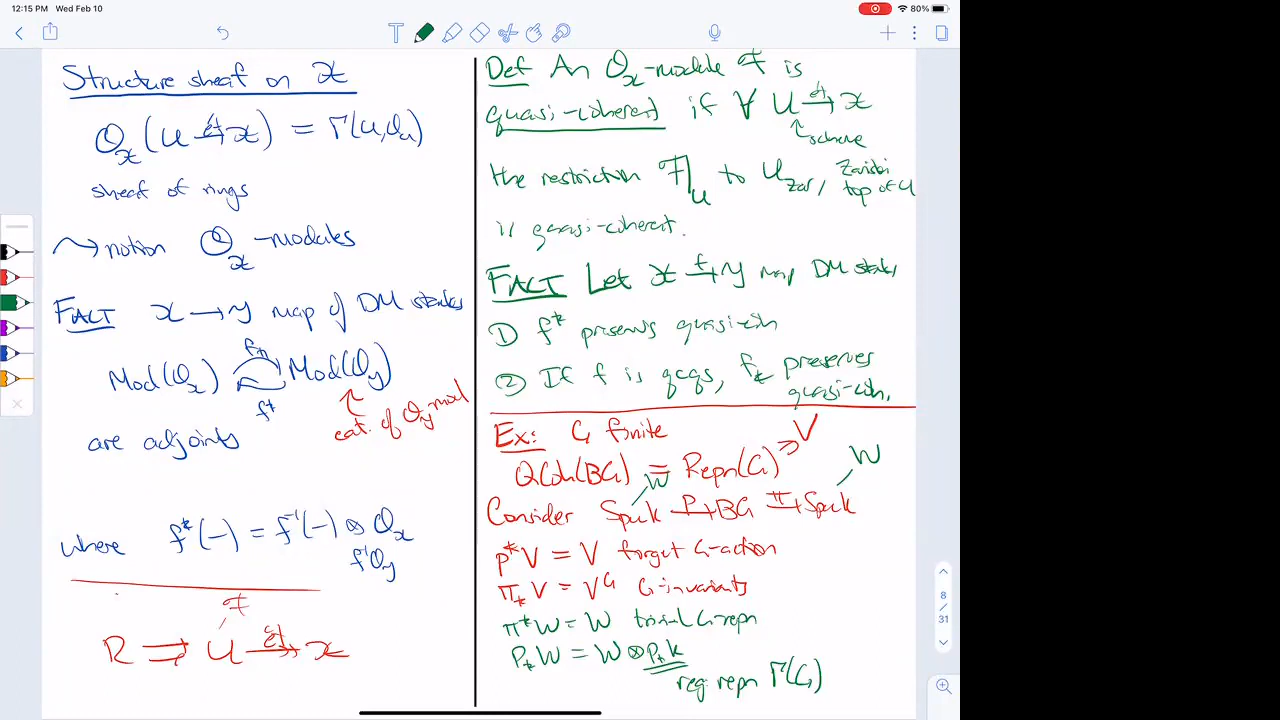 12:15 PM Wed Feb 10
80%
Structure sheaf on 𝒳
𝒪_𝒳(U →ét 𝒳) = Γ(U, 𝒪_U)
sheaf of rings
⤳ notion 𝒪_𝒳-modules
FACT 𝒳 → 𝒴 map of DM stacks
Mod(𝒪_𝒳) ⇄ Mod(𝒪_𝒴)
f_*
f^*
cat. of 𝒪_𝒴 mod
are adjoints
where f^*(−) = f^{-1}(−) ⊗ 𝒪_𝒳
f^{-1}𝒪_𝒴
ℱ
R ⇉ U →ét 𝒳
Def An 𝒪_𝒳-module ℱ is
quasi-coherent if ∀ U →ét 𝒳
scheme
the restriction ℱ|_U to U_zar, Zariski top of U
is quasi-coherent.
FACT Let 𝒳 →f 𝒴 map DM stacks
① f^* preserves quasi-coh
② If f is qcqs, f_* preserves quasi-coh.
Ex: G finite
V
QCoh(BG) = Repn(G) ∋
W
W
Consider Spec k →p BG →π Spec k
p^*V = V forget G-action
π_*V = V^G G-invariants
π^*W = W trivial G-repn
p_*W = W ⊗ p_*k
reg. repn Γ(G)
8
/
31